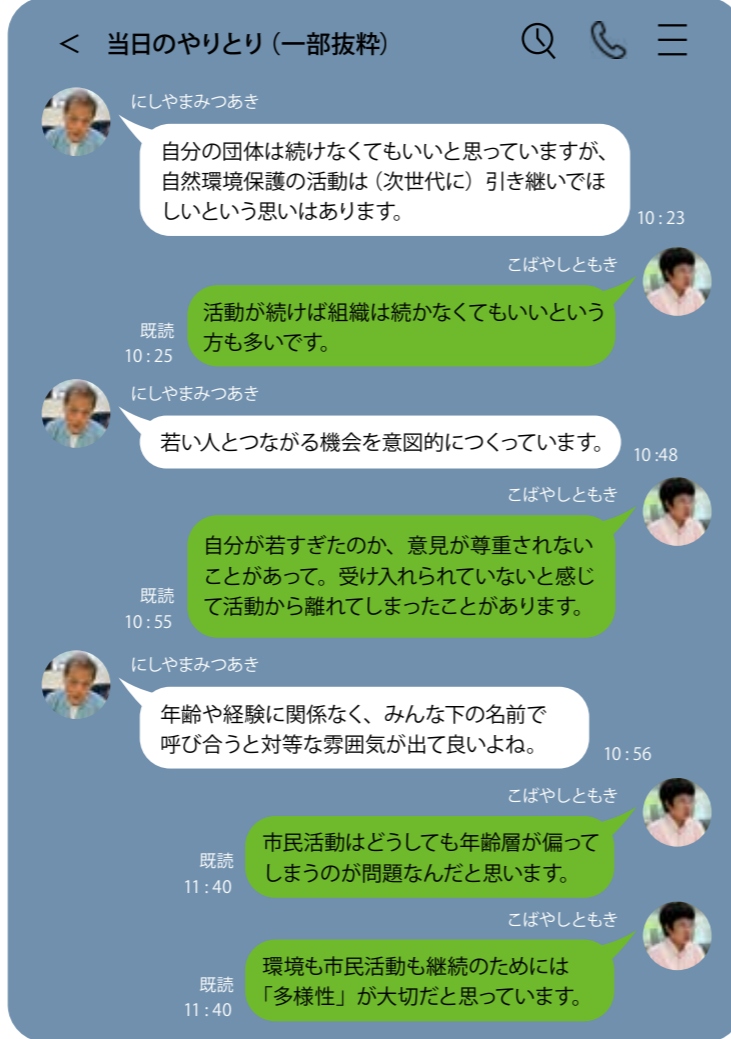 < 当日のやりとり（一部抜粋）
にしやまみつあき
自分の団体は続けなくてもいいと思っていますが、
自然環境保護の活動は（次世代に）引き継いでほ
しいという思いはあります。
10:23
こばやしともき
活動が続けば組織は続かなくてもいいという
方も多いです。
既読
10:25
にしやまみつあき
若い人とつながる機会を意図的につくっています。
10:48
こばやしともき
自分が若すぎたのか、意見が尊重されない
ことがあって。受け入れられていないと感じ
て活動から離れてしまったことがあります。
既読
10:55
にしやまみつあき
年齢や経験に関係なく、みんな下の名前で
呼び合うと対等な雰囲気が出て良いよね。
10:56
こばやしともき
市民活動はどうしても年齢層が偏って
しまうのが問題なんだと思います。
既読
11:40
こばやしともき
環境も市民活動も継続のためには
「多様性」が大切だと思っています。
既読
11:40